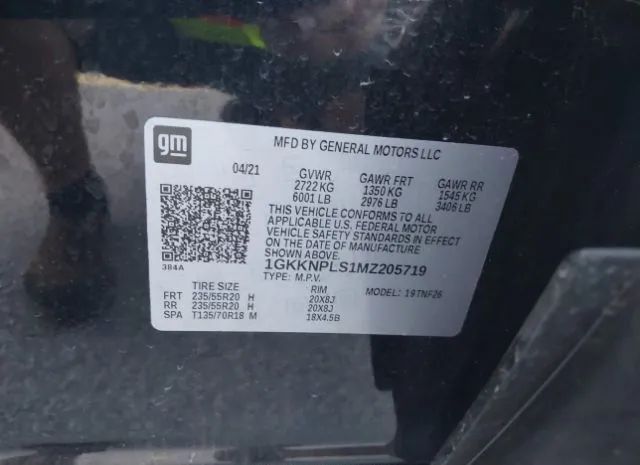 gm
MFD BY GENERAL MOTORS LLC
04/21
GVWR
2722 KG
6001 LB
GAWR FRT
1350 KG
2976 LB
GAWR RR
1545 KG
3406 LB
THIS VEHICLE CONFORMS TO ALL
APPLICABLE U.S. FEDERAL MOTOR
VEHICLE SAFETY STANDARDS IN
EFFECT ON THE DATE OF MANUFACTURE
SHOWN ABOVE.
384A
1GKKNPLS1MZ205719
TYPE: M.P.V.
MODEL: 19TNF26
TIRE SIZE RIM
FRT 235/55R20 H 20X8J
RR 235/55R20 H 20X8J
SPA T135/70R18 M 18X4.5B